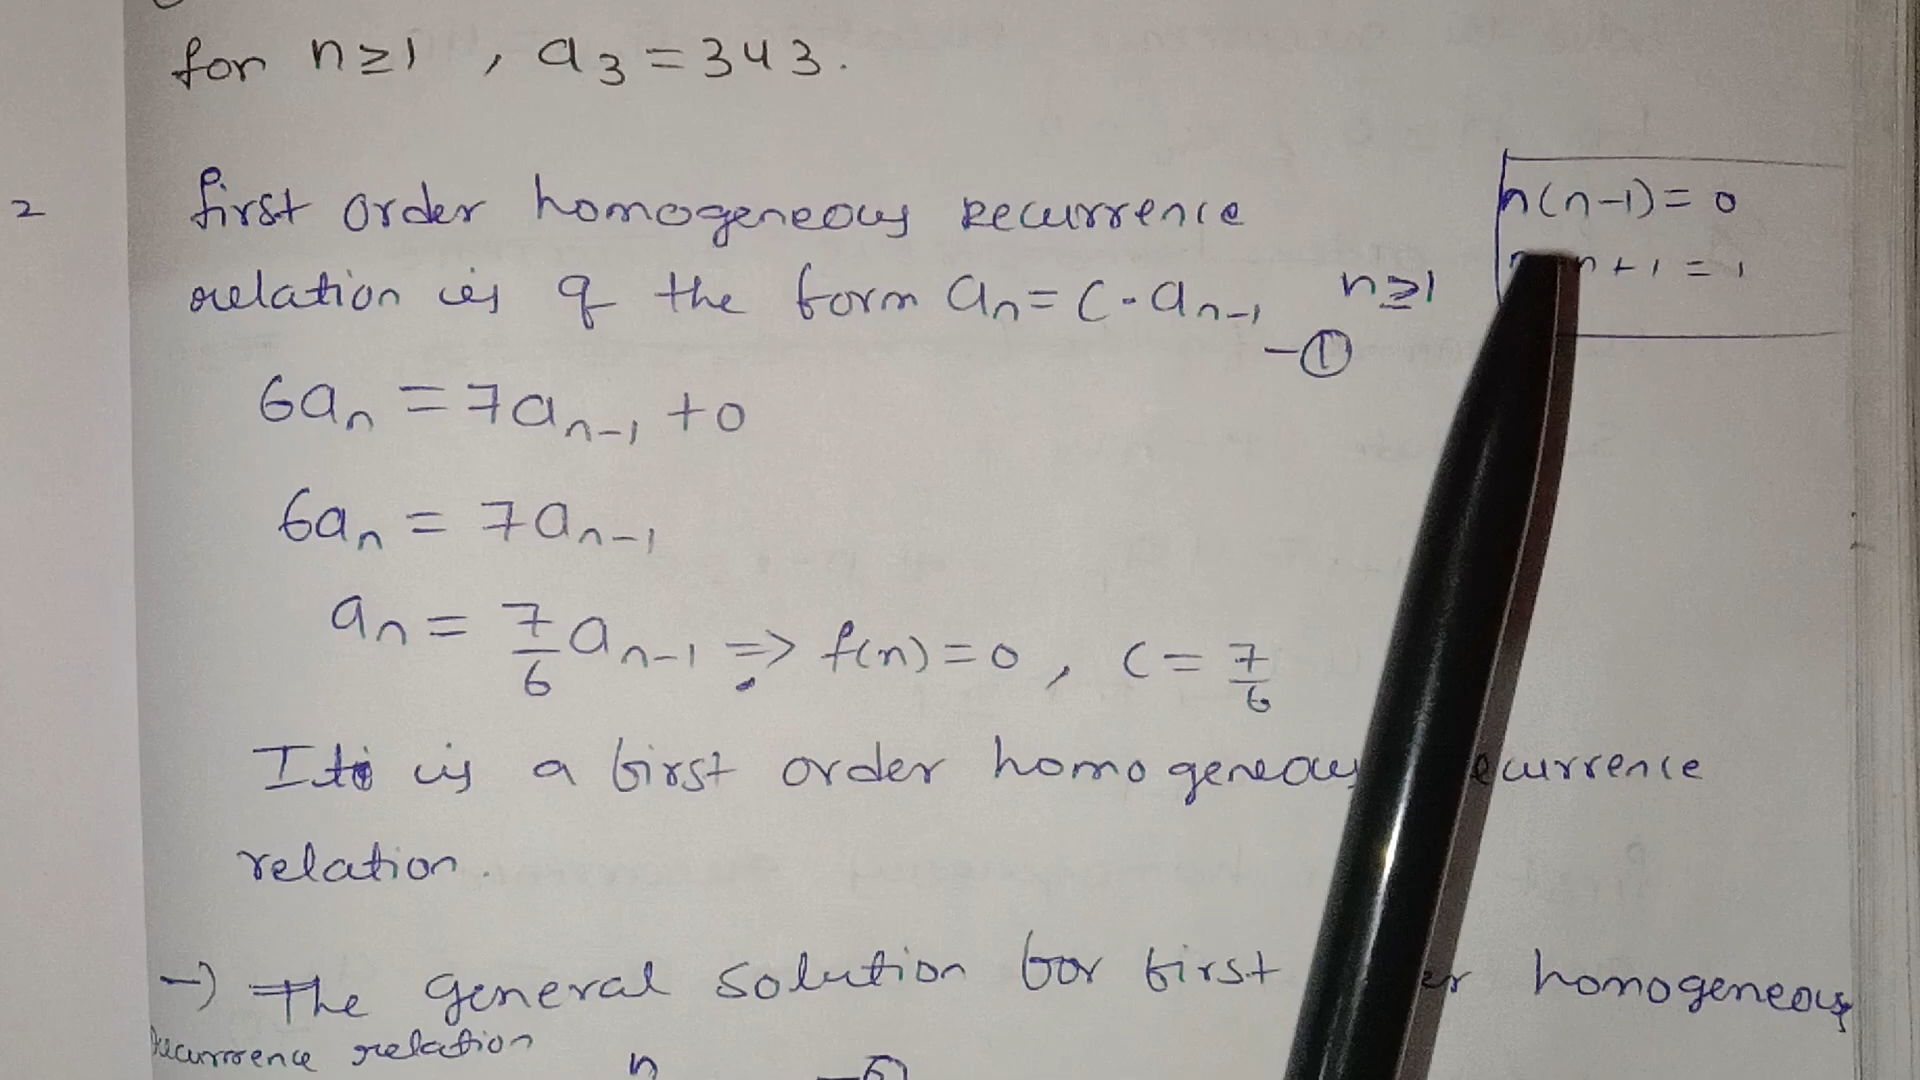 for n≥1 , a₃ = 343.
2
first order homogeneous recurrence
relation is of the form aₙ = C·aₙ₋₁ n≥1
-①
n(n-1) = 0
n+1 = 1
6aₙ = 7aₙ₋₁ +0
6aₙ = 7aₙ₋₁
aₙ = 7/6 aₙ₋₁ => f(n) = 0 , C = 7/6
It is a first order homogeneous
relation.
→ The general solution for first homogeneous
recurrence relation
n